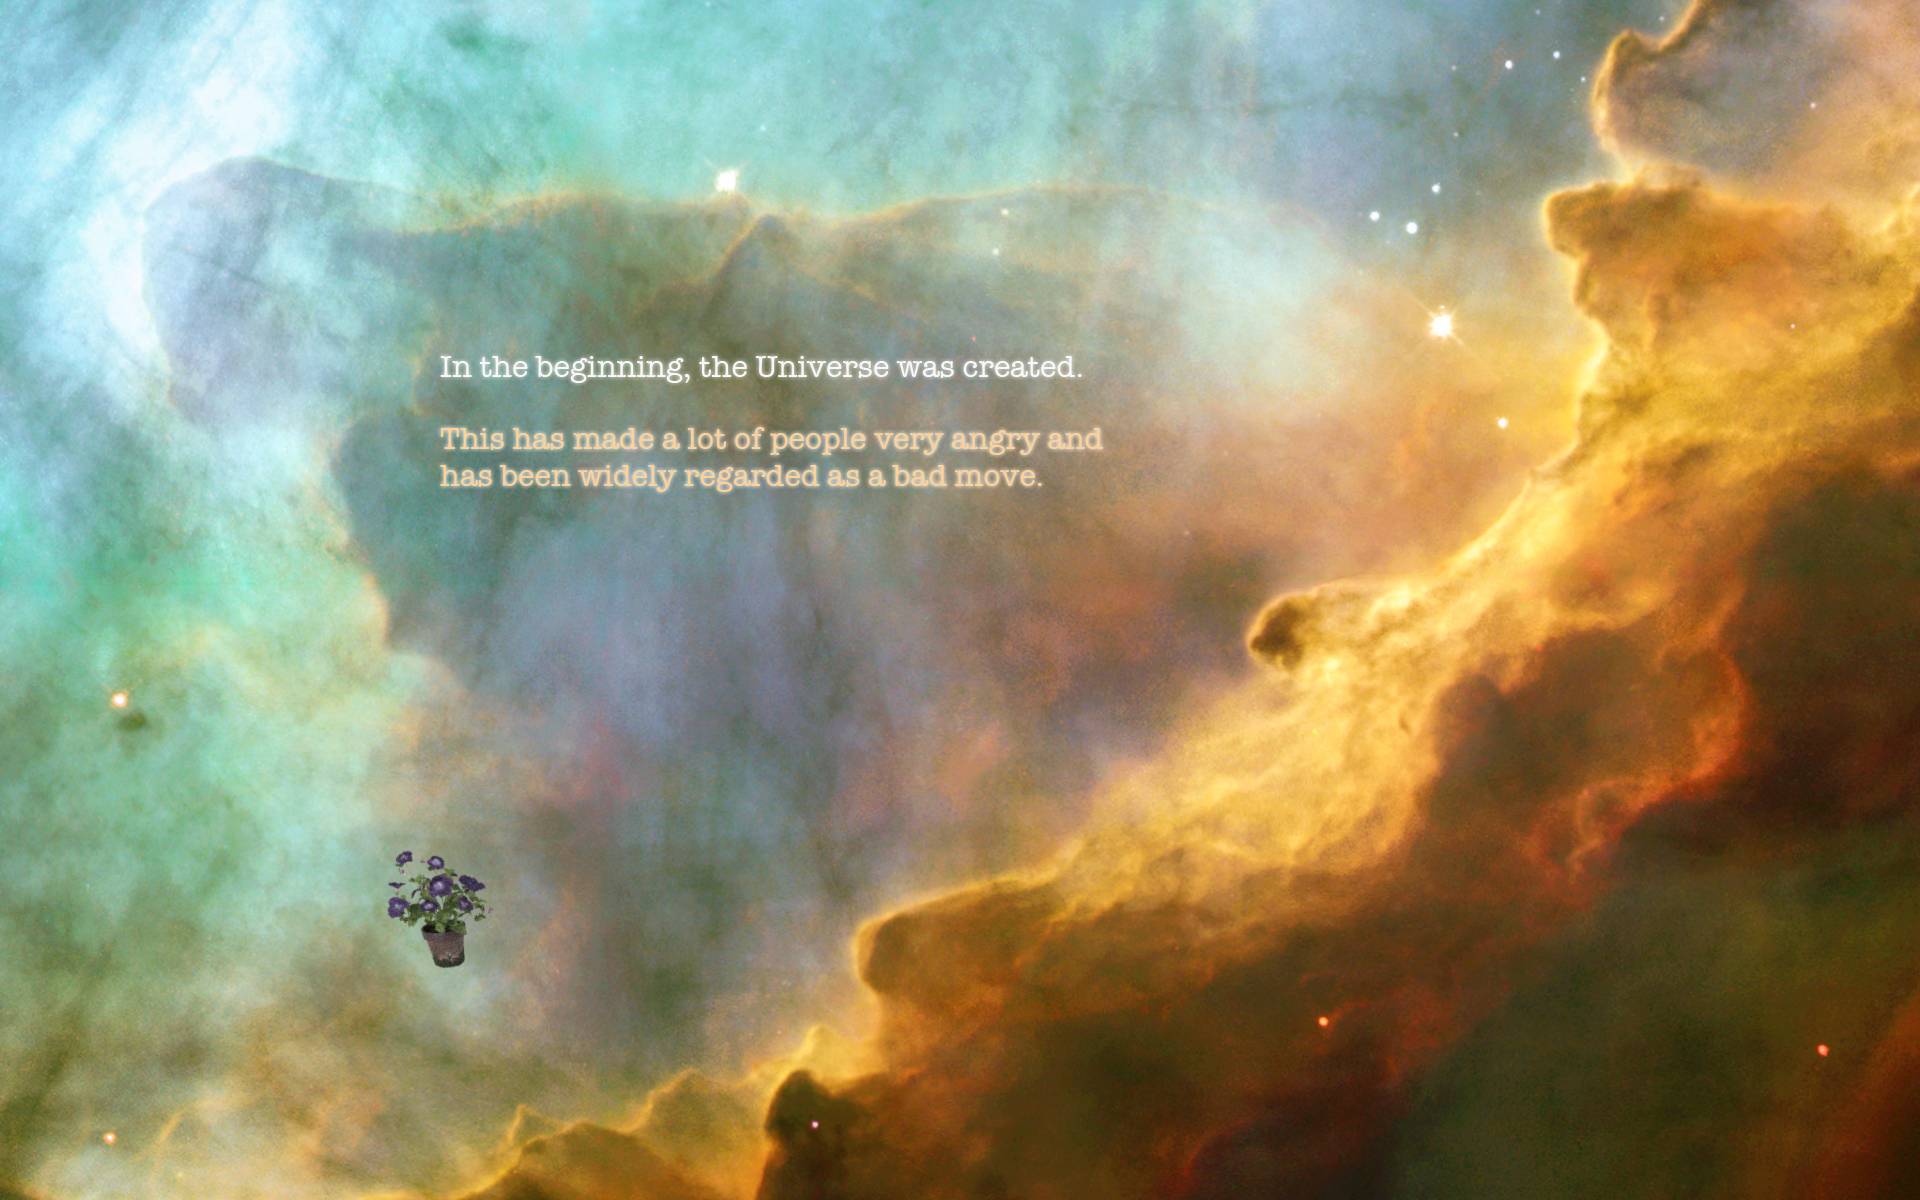 In the beginning, the Universe was created.
This has made a lot of people very angry and
has been widely regarded as a bad move.